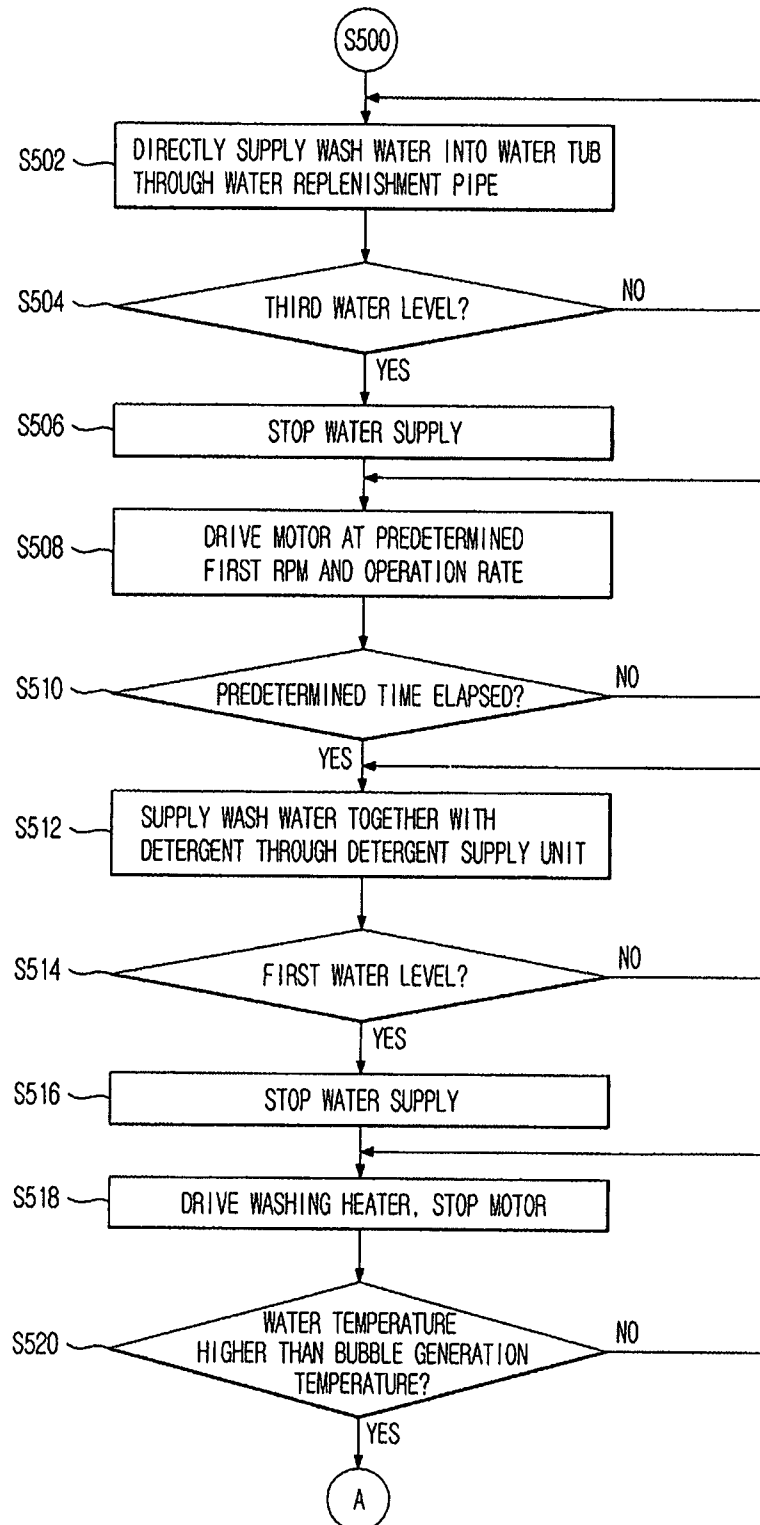 S500
S502
DIRECTLY SUPPLY WASH WATER INTO WATER TUB
THROUGH WATER REPLENISHMENT PIPE
S504
THIRD WATER LEVEL?
NO
YES
S506
STOP WATER SUPPLY
S508
DRIVE MOTOR AT PREDETERMINED
FIRST RPM AND OPERATION RATE
S510
PREDETERMINED TIME ELAPSED?
NO
YES
S512
SUPPLY WASH WATER TOGETHER WITH
DETERGENT THROUGH DETERGENT SUPPLY UNIT
S514
FIRST WATER LEVEL?
NO
YES
S516
STOP WATER SUPPLY
S518
DRIVE WASHING HEATER, STOP MOTOR
S520
WATER TEMPERATURE
HIGHER THAN BUBBLE GENERATION
TEMPERATURE?
NO
YES
A